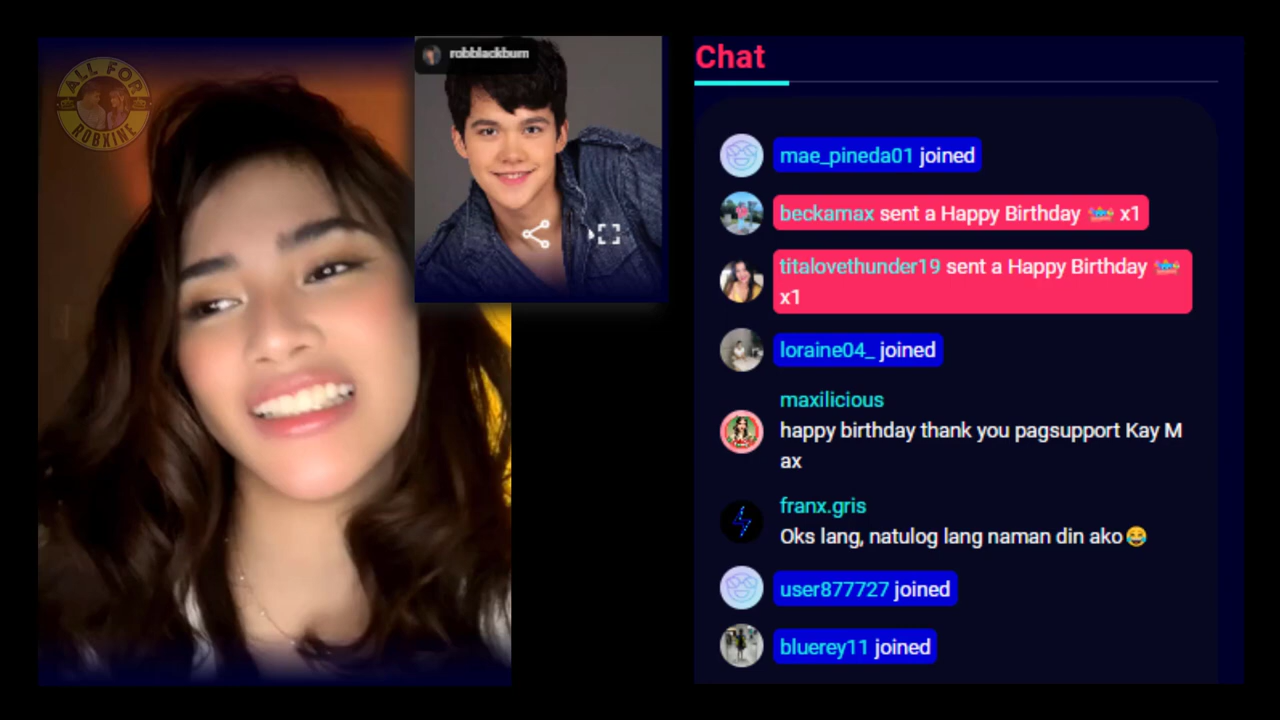 ALL FOR
ROBXINE
robblackburn
Chat
mae_pineda01 joined
beckamax sent a Happy Birthday x1
titalovethunder19 sent a Happy Birthday
x1
loraine04_ joined
maxilicious
happy birthday thank you pagsupport Kay M
ax
franx.gris
Oks lang, natulog lang naman din ako😂
user877727 joined
bluerey11 joined